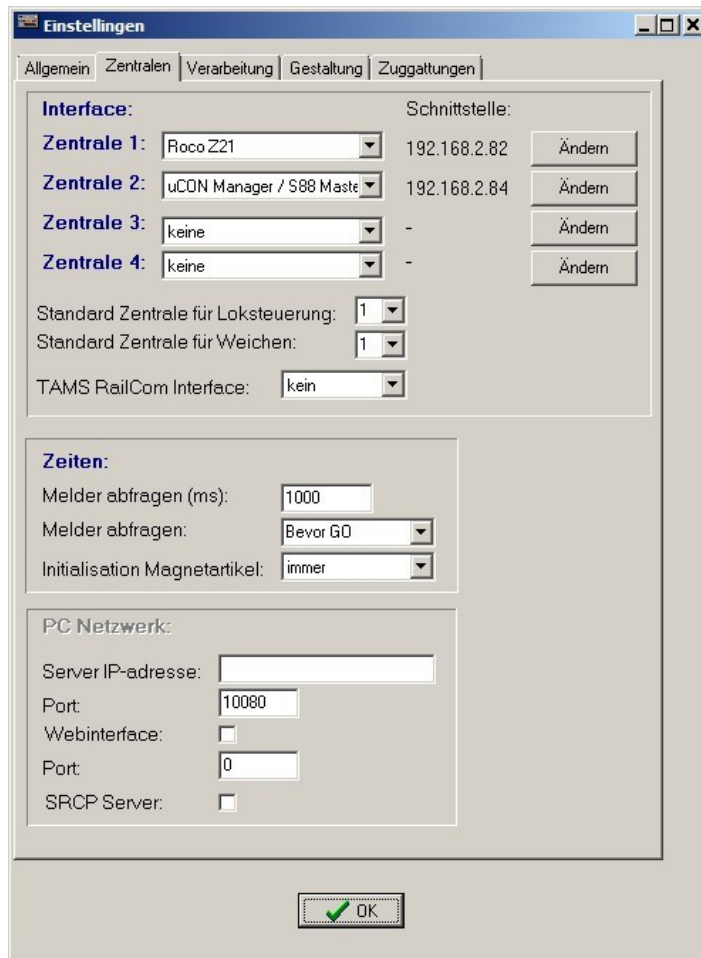 Einstellingen
Allgemein Zentralen Verarbeitung Gestaltung Zuggattungen
Interface: Schnittstelle:
Zentrale 1: Roco Z21 192.168.2.82 Ändern
Zentrale 2: uCON Manager / S88 Maste 192.168.2.84 Ändern
Zentrale 3: keine - Ändern
Zentrale 4: keine - Ändern
Standard Zentrale für Loksteuerung: 1
Standard Zentrale für Weichen: 1
TAMS RailCom Interface: kein
Zeiten:
Melder abfragen (ms): 1000
Melder abfragen: Bevor GO
Initialisation Magnetartikel: immer
PC Netzwerk:
Server IP-adresse:
Port: 10080
Webinterface:
Port: 0
SRCP Server:
OK